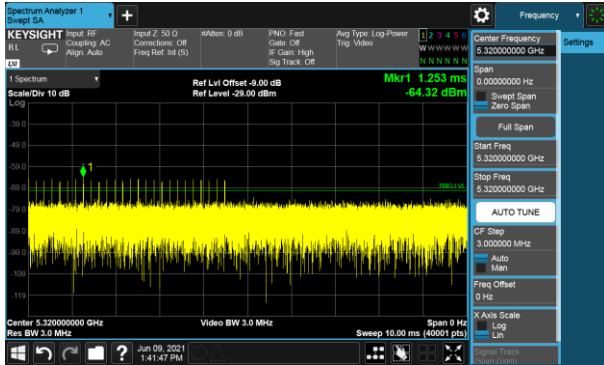 Spectrum Analyzer 1
Swept SA
+
Frequency
KEYSIGHT
RL
Input: RF
Coupling: AC
Align: Auto
Input Z: 50 Ω
Corrections: Off
Freq Ref: Int (S)
#Atten: 0 dB
PNO: Fast
Gate: Off
IF Gain: High
Sig Track: Off
Avg Type: Log-Power
Trig: Video
1 2 3 4 5 6
W W W W W W
N N N N N N
LXI
1 Spectrum
Scale/Div 10 dB
Log
Ref Lvl Offset -9.00 dB
Ref Level -29.00 dBm
Mkr1 1.253 ms
-64.32 dBm
-39.0
-49.0
-59.0
-69.0
-79.0
-89.0
-99.0
-109
-119
1
TRIG LVL
Center 5.320000000 GHz
Res BW 3.0 MHz
Video BW 3.0 MHz
Span 0 Hz
Sweep 10.00 ms (40001 pts)
?
Jun 09, 2021
1:41:47 PM
Center Frequency
5.320000000 GHz
Settings
Span
0.00000000 Hz
Swept Span
Zero Span
Full Span
Start Freq
5.320000000 GHz
Stop Freq
5.320000000 GHz
AUTO TUNE
CF Step
3.000000 MHz
Auto
Man
Freq Offset
0 Hz
X Axis Scale
Log
Lin
Signal Track
(Span Zoom)